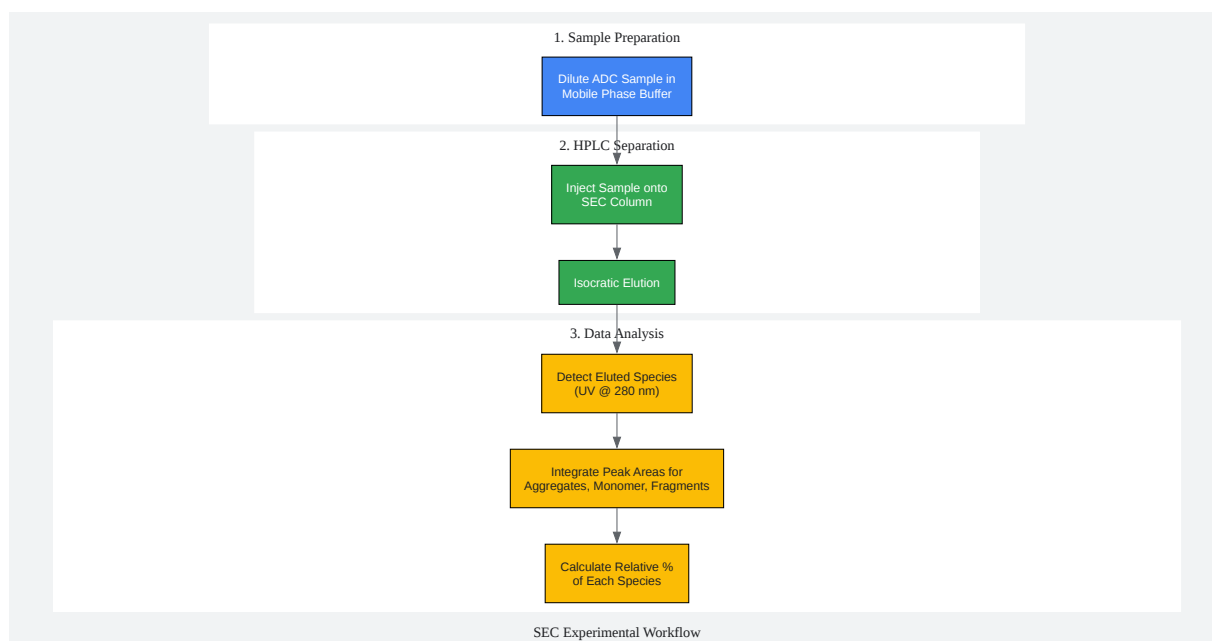 1. Sample Preparation
Dilute ADC Sample in
Mobile Phase Buffer
2. HPLC Separation
Inject Sample onto
SEC Column
Isocratic Elution
3. Data Analysis
Detect Eluted Species
(UV @ 280 nm)
Integrate Peak Areas for
Aggregates, Monomer, Fragments
Calculate Relative %
of Each Species
SEC Experimental Workflow